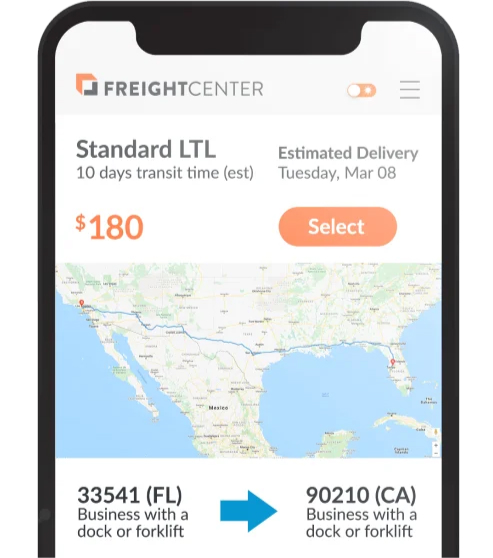 FREIGHTCENTER
Standard LTL
10 days transit time (est)
Estimated Delivery
Tuesday, Mar 08
$180
Select
Mexico
33541 (FL)
Business with a
dock or forklift
90210 (CA)
Business with a
dock or forklift